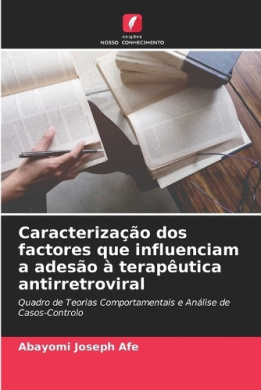 edições
NOSSO CONHECIMENTO
Caracterização dos
factores que influenciam
a adesão à terapêutica
antirretroviral
Quadro de Teorias Comportamentais e Análise de
Casos-Controlo
Abayomi Joseph Afe